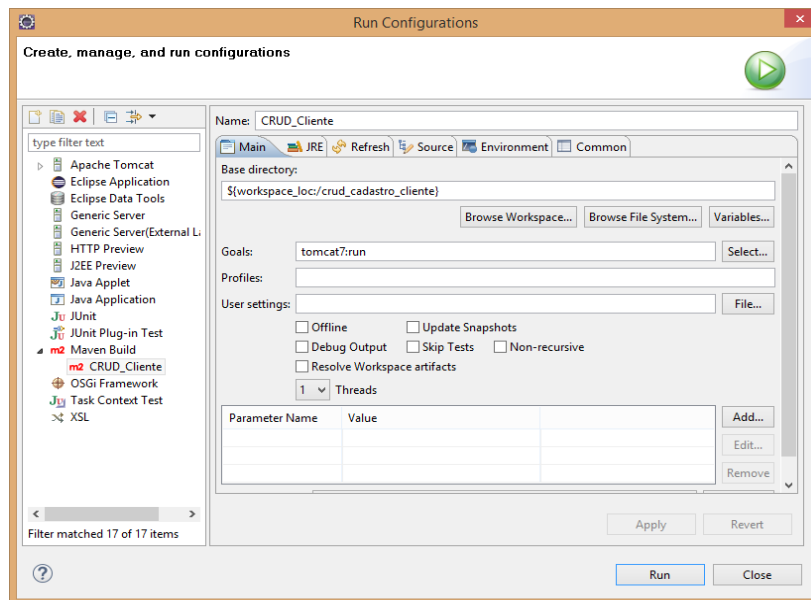 Run Configurations
Create, manage, and run configurations
type filter text
Apache Tomcat
Eclipse Application
Eclipse Data Tools
Generic Server
Generic Server(External La
HTTP Preview
J2EE Preview
Java Applet
Java Application
JUnit
JUnit Plug-in Test
m2 Maven Build
m2 CRUD_Cliente
OSGi Framework
Task Context Test
XSL
Filter matched 17 of 17 items
Name: CRUD_Cliente
Main JRE Refresh Source Environment Common
Base directory:
${workspace_loc:/crud_cadastro_cliente}
Browse Workspace... Browse File System... Variables...
Goals: tomcat7:run Select...
Profiles:
User settings: File...
Offline Update Snapshots
Debug Output Skip Tests Non-recursive
Resolve Workspace artifacts
1 Threads
Parameter Name Value Add...
Edit...
Remove
Apply Revert
? Run Close